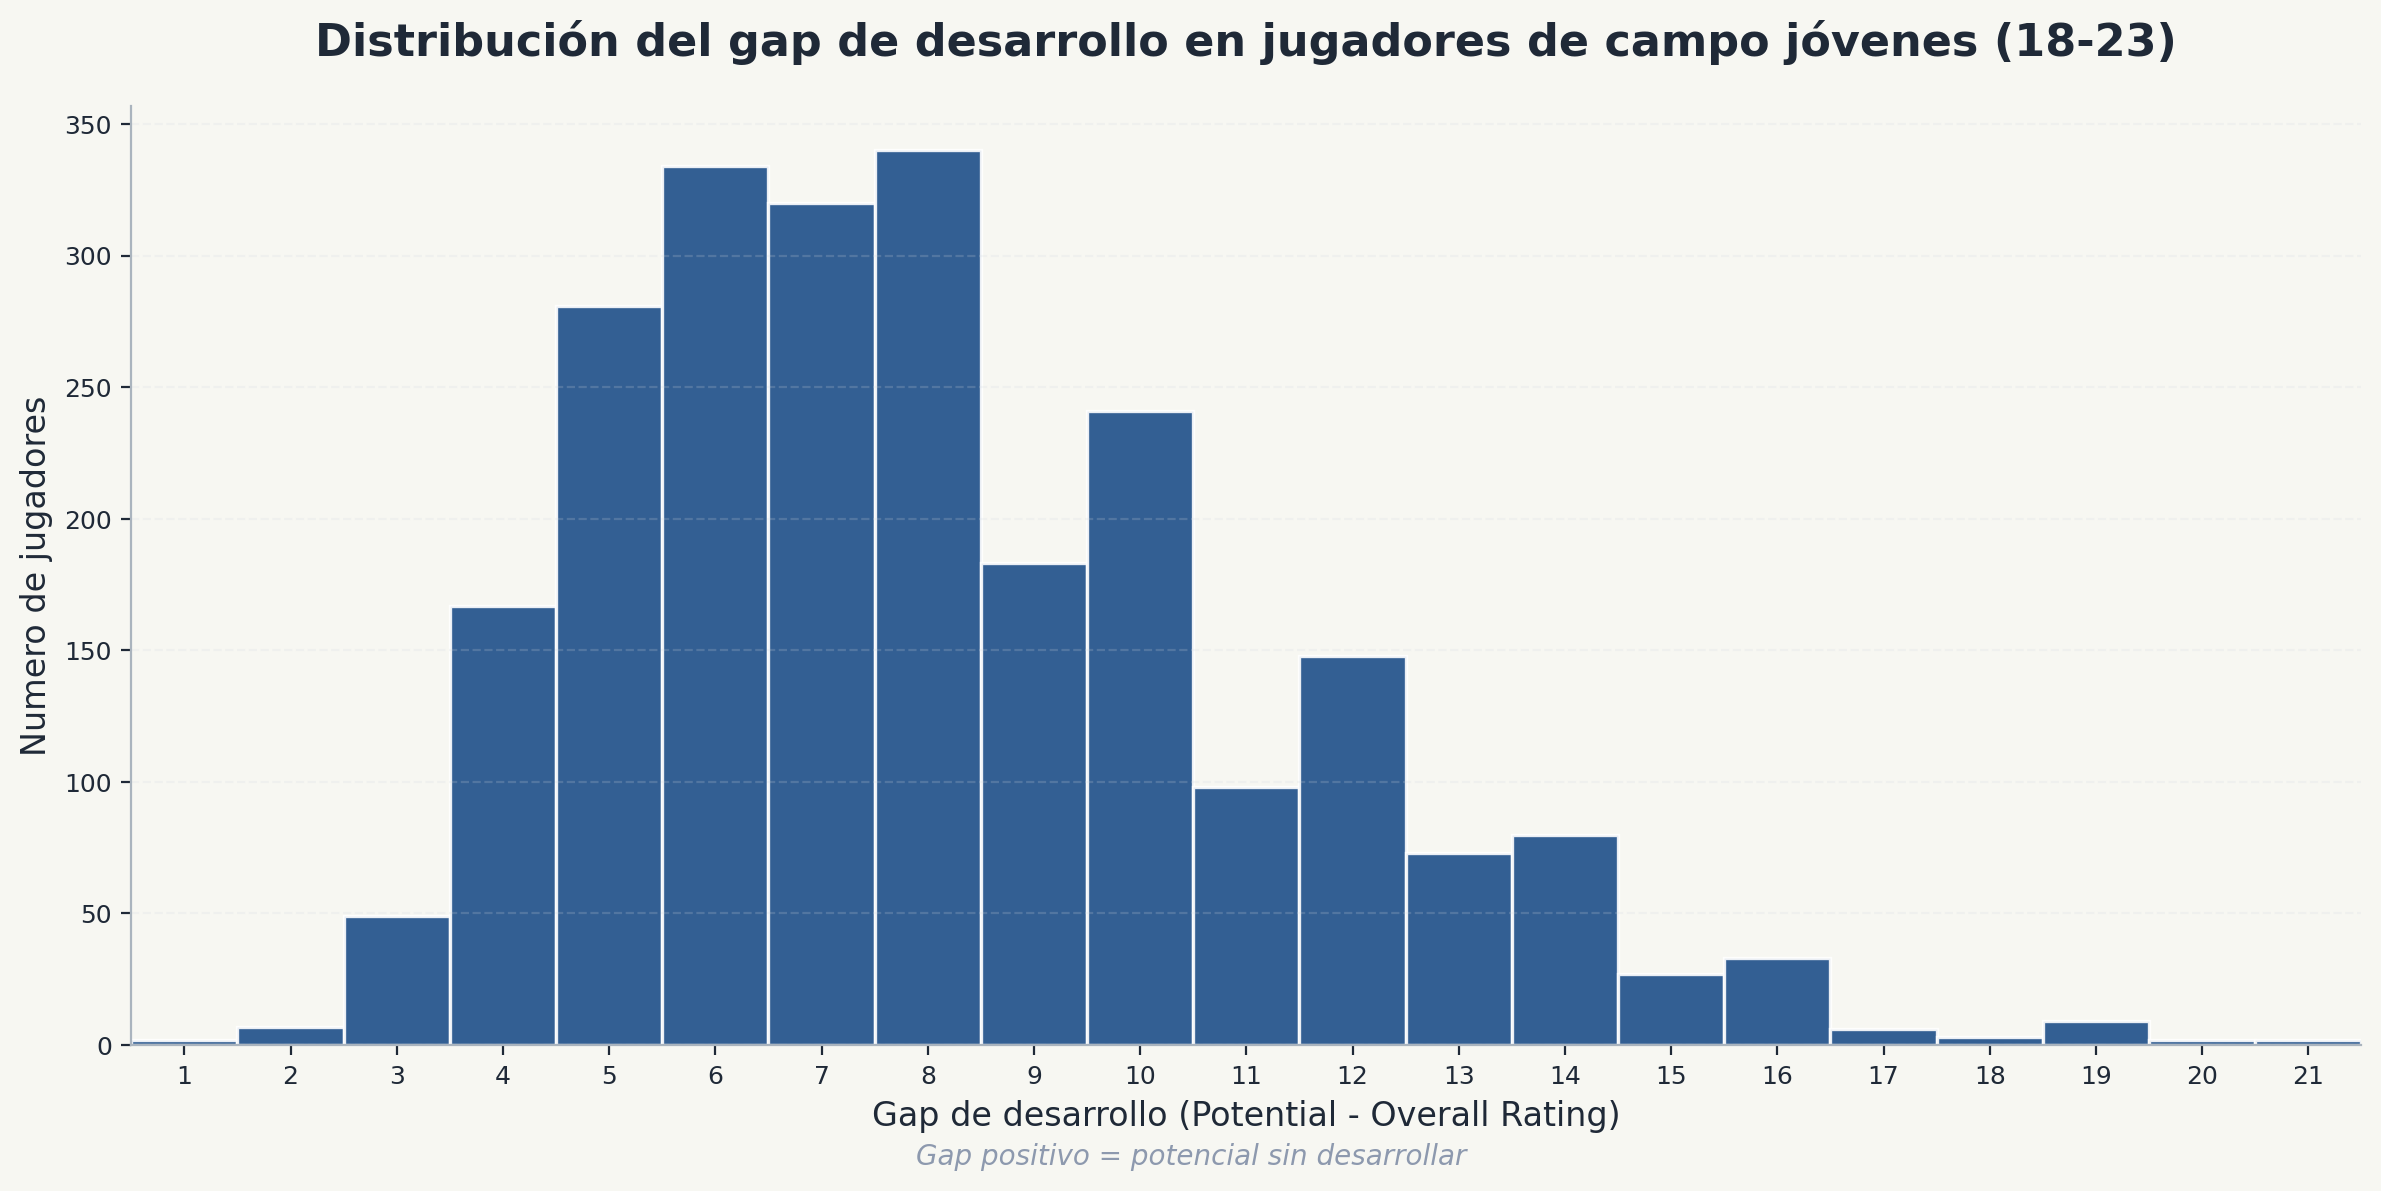 Distribución del gap de desarrollo en jugadores de campo jóvenes (18-23)
Numero de jugadores
350
300
250
200
150
100
50
0
1 2 3 4 5 6 7 8 9 10 11 12 13 14 15 16 17 18 19 20 21
Gap de desarrollo (Potential - Overall Rating)
Gap positivo = potencial sin desarrollar